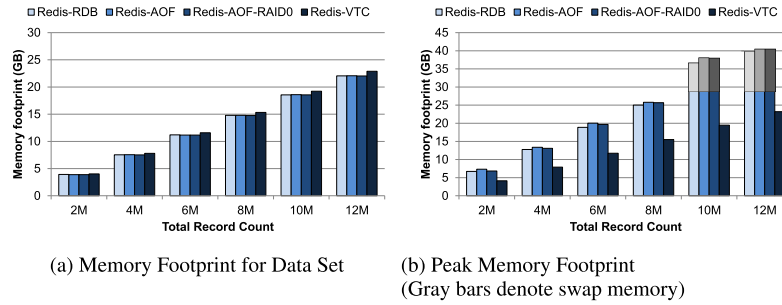 Redis-RDB Redis-AOF Redis-AOF-RAID0 Redis-VTC
Memory footprint (GB)
30
25
20
15
10
5
0
2M 4M 6M 8M 10M 12M
Total Record Count
(a) Memory Footprint for Data Set
Redis-RDB Redis-AOF Redis-AOF-RAID0 Redis-VTC
Memory footprint (GB)
45
40
35
30
25
20
15
10
5
0
2M 4M 6M 8M 10M 12M
Total Record Count
(b) Peak Memory Footprint
(Gray bars denote swap memory)